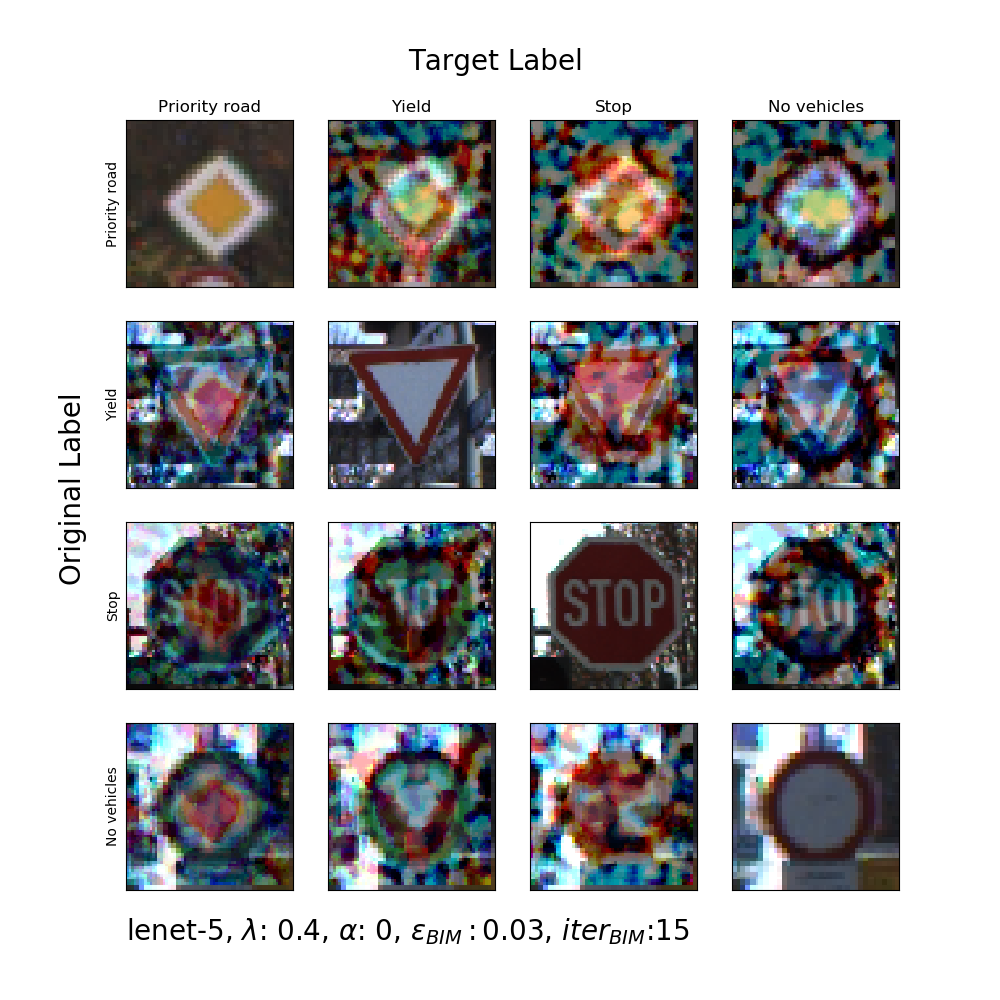 Target Label
Priority road Yield Stop No vehicles
Original Label
Priority road
Yield
Stop
STOP
No vehicles
lenet-5, λ: 0.4, α: 0, ε_BIM : 0.03, iter_BIM:15